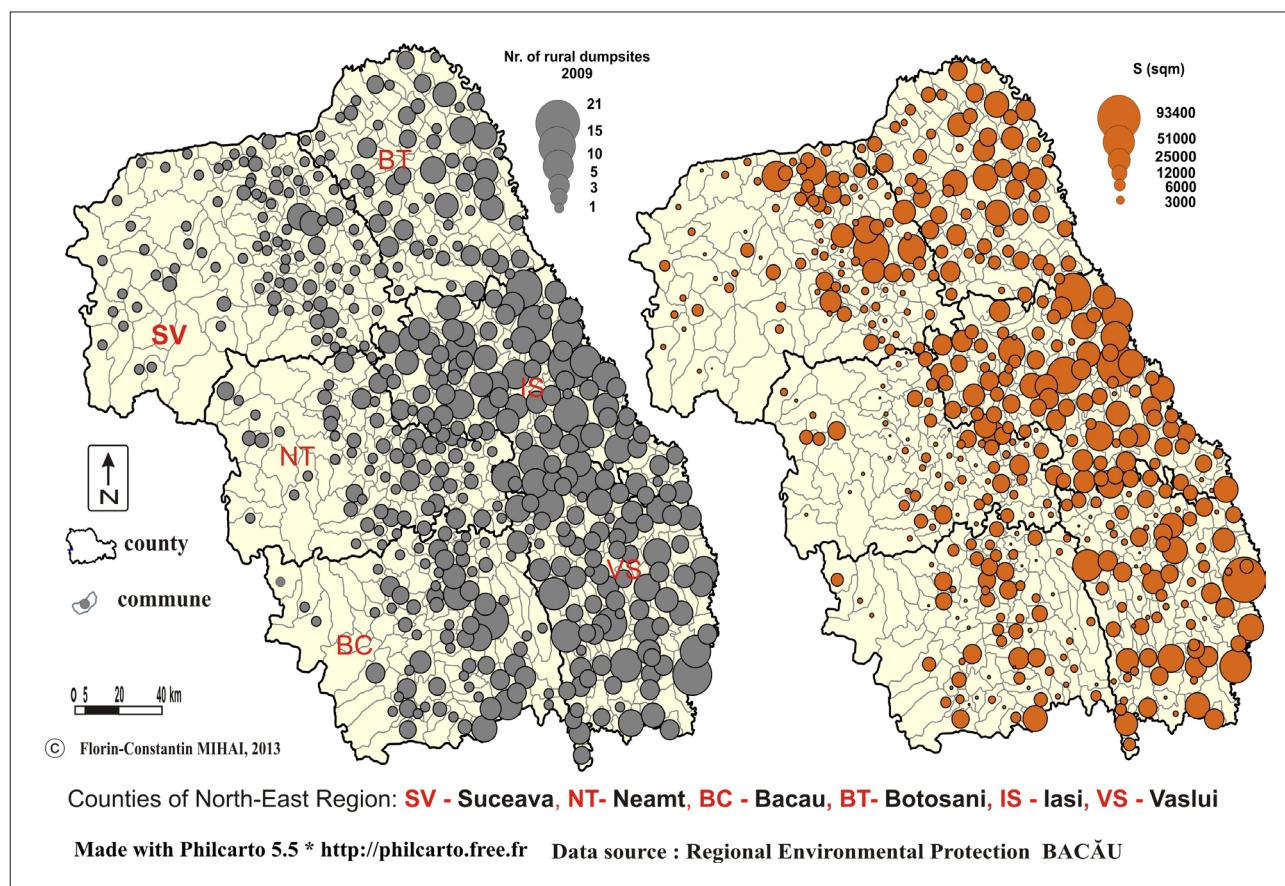 Nr. of rural dumpsites
2009
21
15
10
5
3
1
S (sqm)
93400
51000
25000
12000
6000
3000
BT
SV
IS
NT
VS
BC
N
county
commune
0 5 20 40 km
© Florin-Constantin MIHAI, 2013
Counties of North-East Region: SV - Suceava, NT- Neamt, BC - Bacau, BT- Botosani, IS - Iasi, VS - Vaslui
Made with Philcarto 5.5 * http://philcarto.free.fr Data source : Regional Environmental Protection BACĂU